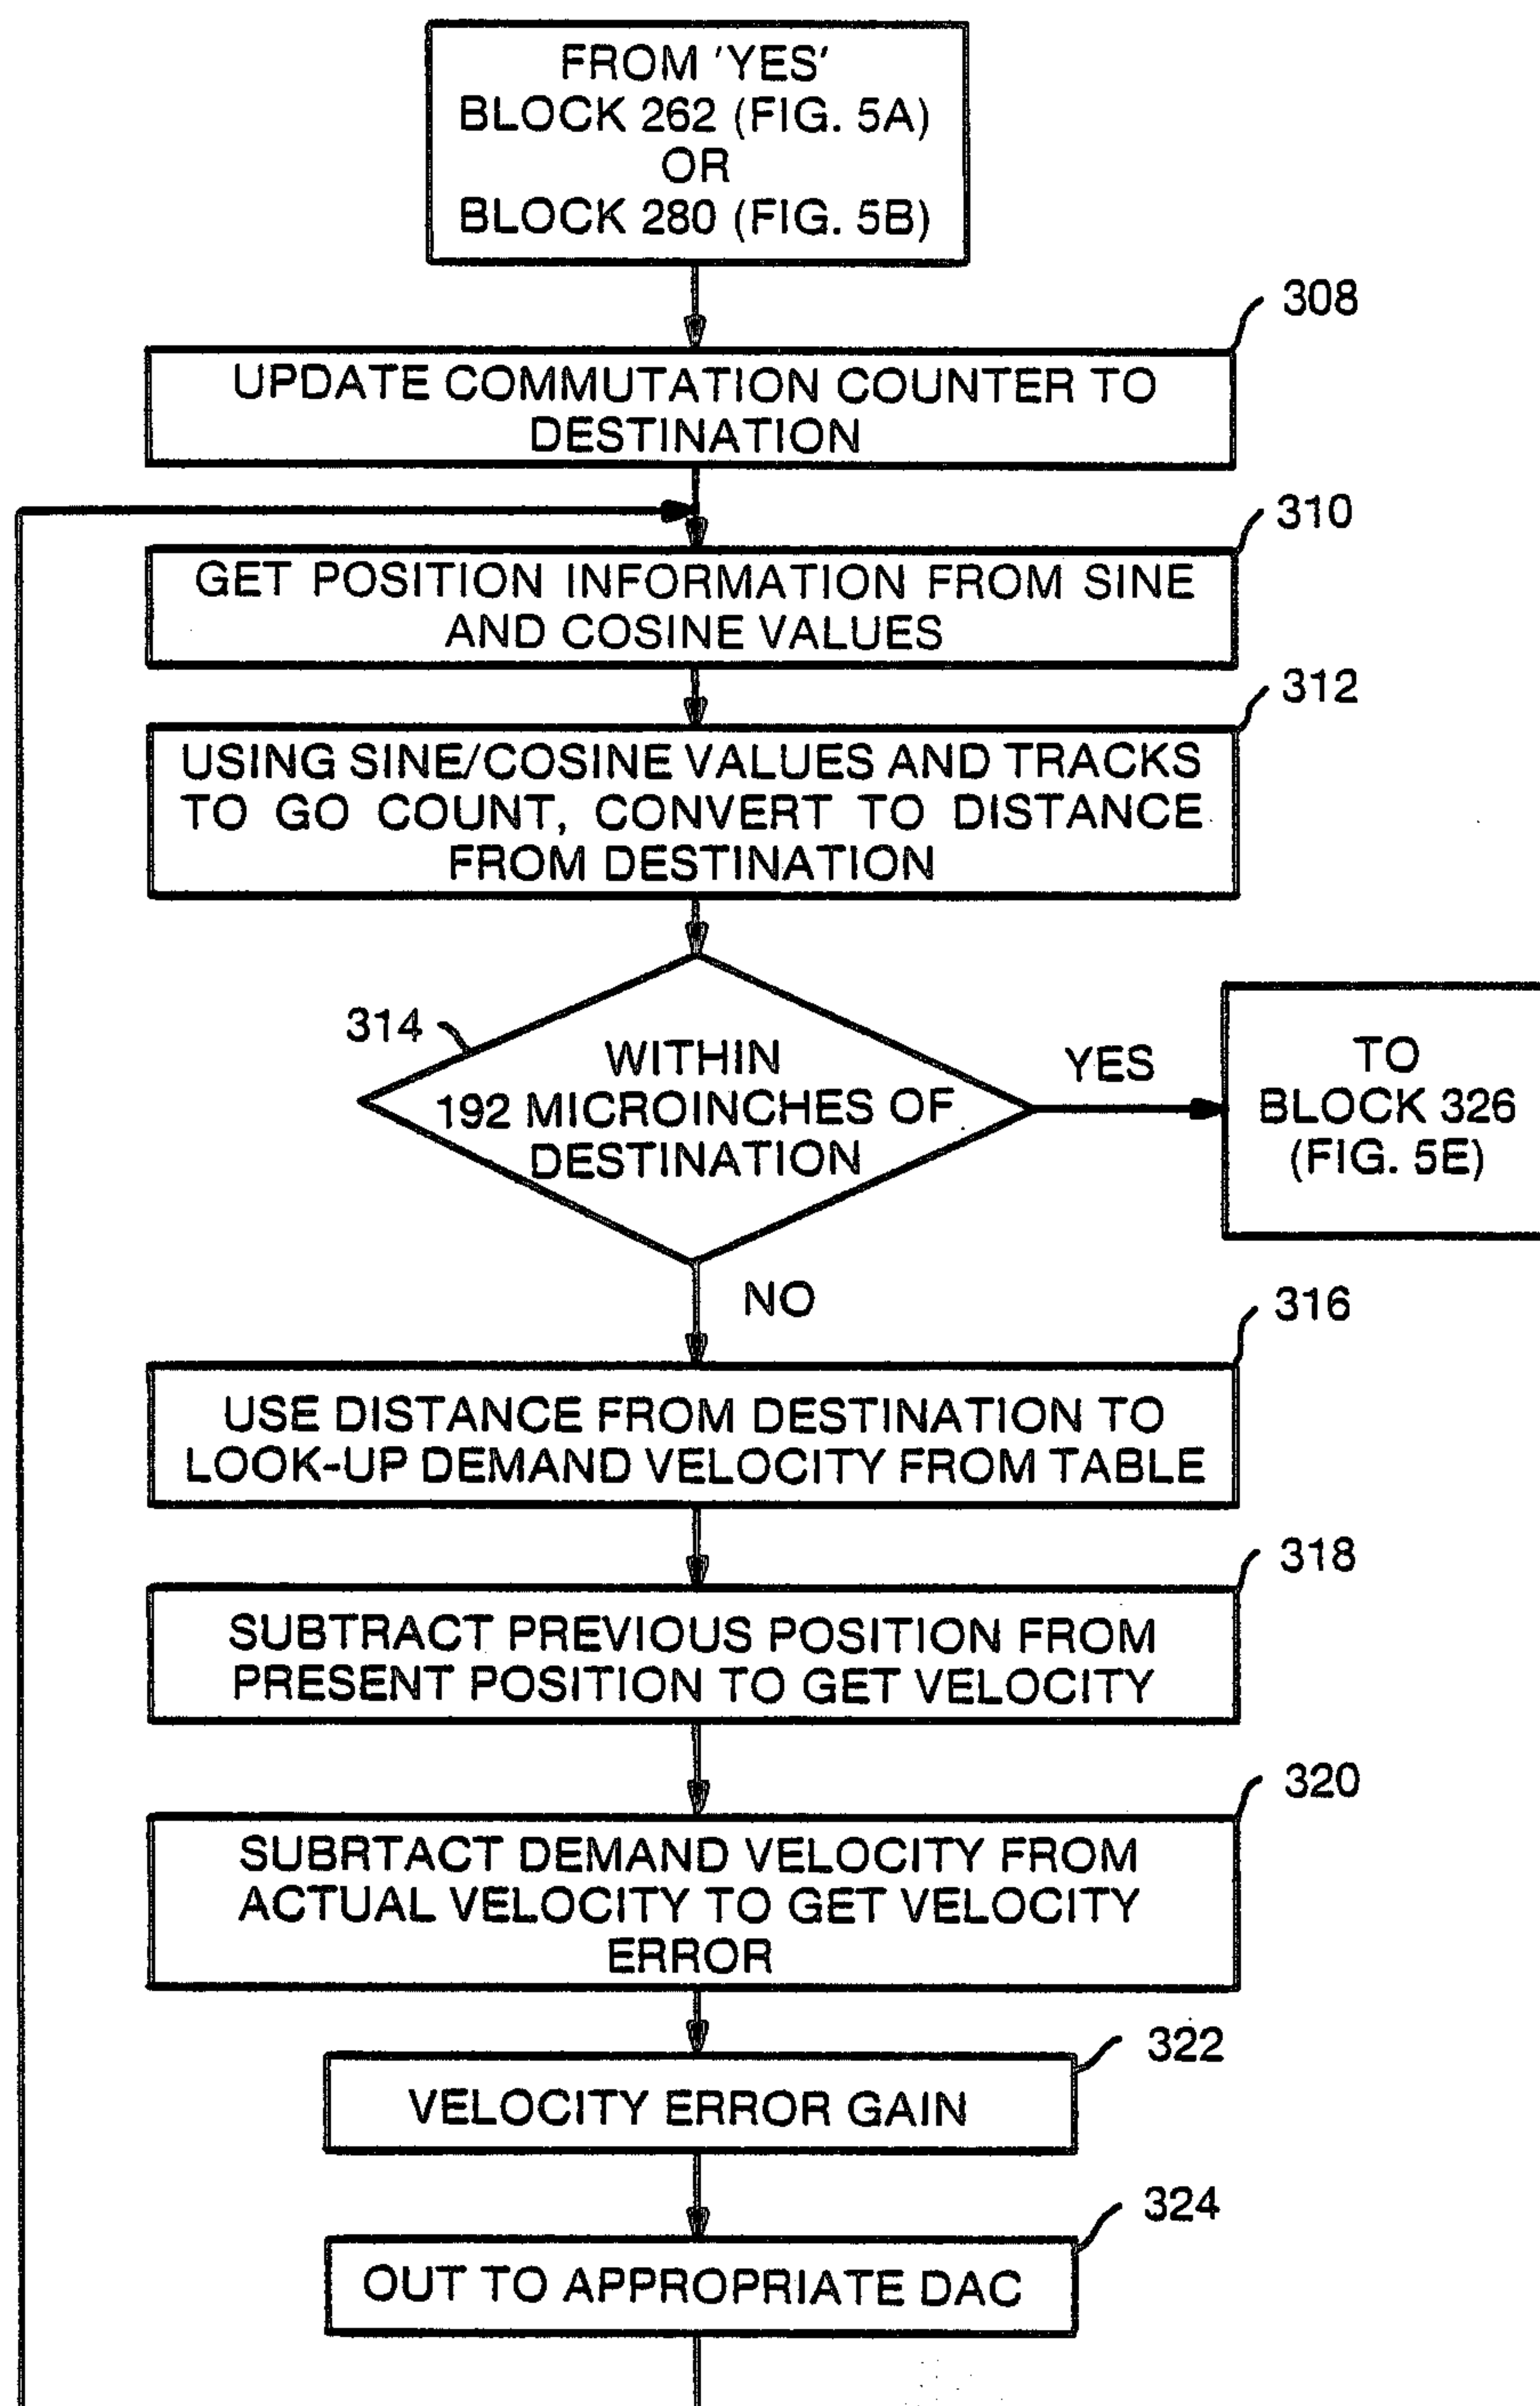 FROM 'YES'
BLOCK 262 (FIG. 5A)
OR
BLOCK 280 (FIG. 5B)
308
UPDATE COMMUTATION COUNTER TO
DESTINATION
310
GET POSITION INFORMATION FROM SINE
AND COSINE VALUES
312
USING SINE/COSINE VALUES AND TRACKS
TO GO COUNT, CONVERT TO DISTANCE
FROM DESTINATION
314
WITHIN
192 MICROINCHES OF
DESTINATION
YES
TO
BLOCK 326
(FIG. 5E)
NO
316
USE DISTANCE FROM DESTINATION TO
LOOK-UP DEMAND VELOCITY FROM TABLE
318
SUBTRACT PREVIOUS POSITION FROM
PRESENT POSITION TO GET VELOCITY
320
SUBRTACT DEMAND VELOCITY FROM
ACTUAL VELOCITY TO GET VELOCITY
ERROR
322
VELOCITY ERROR GAIN
324
OUT TO APPROPRIATE DAC